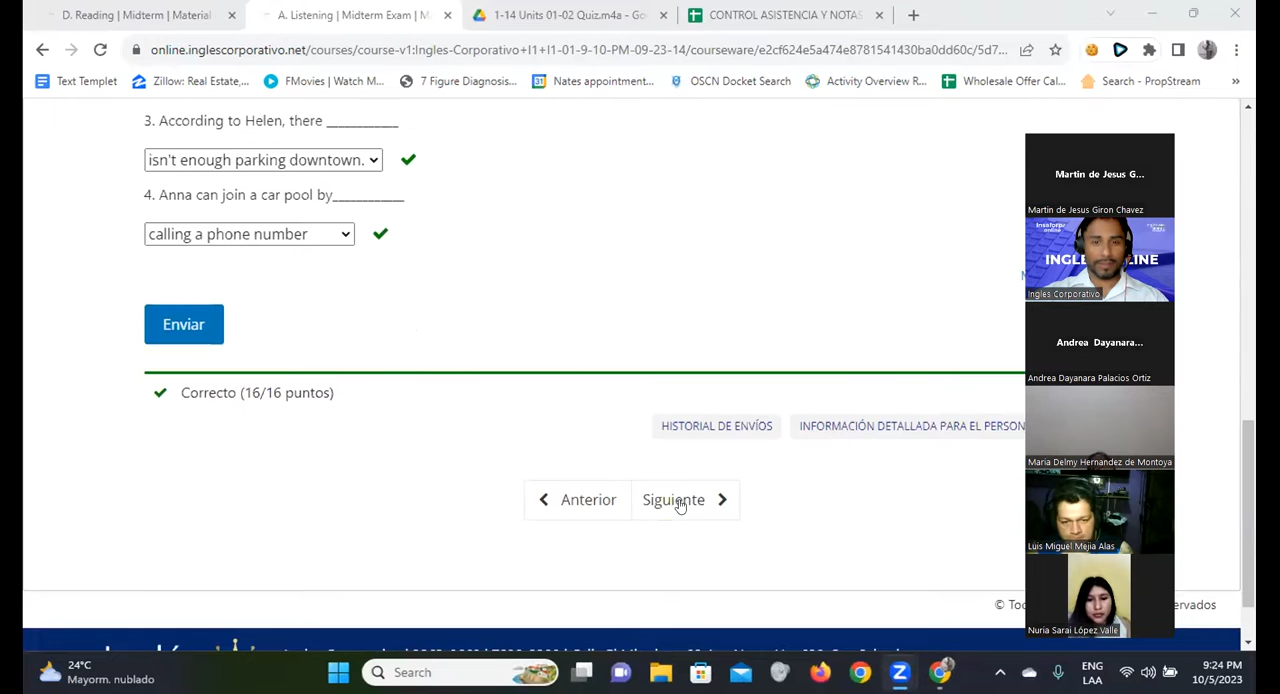 D. Reading | Midterm | Material
A. Listening | Midterm Exam | M
1-14 Units 01-02 Quiz.m4a - Go
CONTROL ASISTENCIA Y NOTAS
online.inglescorporativo.net/courses/course-v1:Ingles-Corporativo+I1+I1-01-9-10-PM-09-23-14/courseware/e2cf624e5a474e8781541430ba0dd60c/5d7...
Text Templet
Zillow: Real Estate,...
FMovies | Watch M...
7 Figure Diagnosis...
Nates appointment...
OSCN Docket Search
Activity Overview R...
Wholesale Offer Cal...
Search - PropStream
3. According to Helen, there ____________
isn't enough parking downtown.
4. Anna can join a car pool by____________
calling a phone number
Enviar
Correcto (16/16 puntos)
HISTORIAL DE ENVÍOS
INFORMACIÓN DETALLADA PARA EL PERSON
Anterior
Siguiente
Martin de Jesus G...
Martin de Jesus Giron Chavez
Ingles Corporativo
Andrea Dayanara...
Andrea Dayanara Palacios Ortiz
Maria Delmy Hernandez de Montoya
Luis Miguel Mejia Alas
Nuria Sarai López Valle
24°C
Mayorm. nublado
Search
ENG
LAA
9:24 PM
10/5/2023